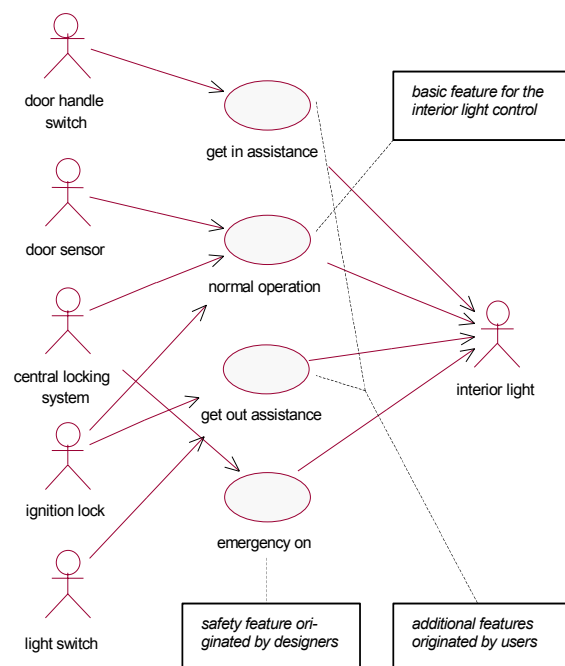 door handle
switch
get in assistance
basic feature for the
interior light control
door sensor
normal operation
central locking
system
get out assistance
interior light
ignition lock
emergency on
light switch
safety feature ori-
ginated by designers
additional features
originated by users